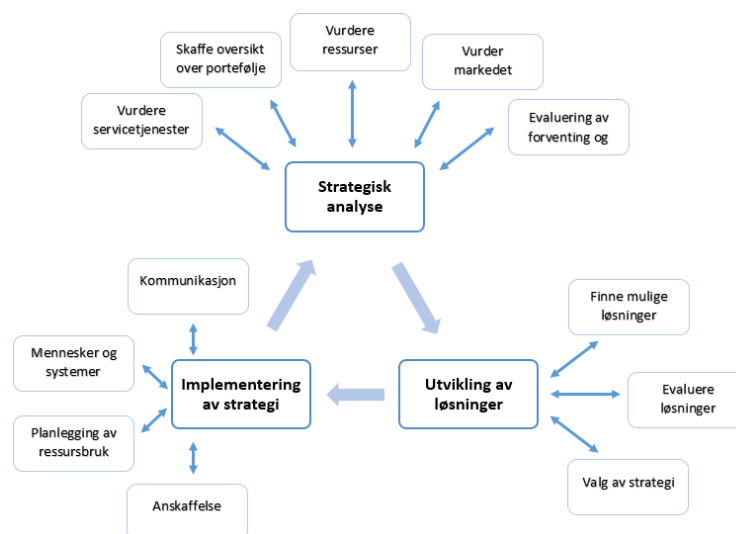 Vurdere
ressurser
Skaffe oversikt
over portefølje
Vurder
markedet
Vurdere
servicetjenester
Evaluering av
forventing og
Strategisk
analyse
Kommunikasjon
Finne mulige
løsninger
Mennesker og
systemer
Implementering
av strategi
Utvikling av
løsninger
Evaluere
løsninger
Planlegging av
ressursbruk
Valg av strategi
Anskaffelse